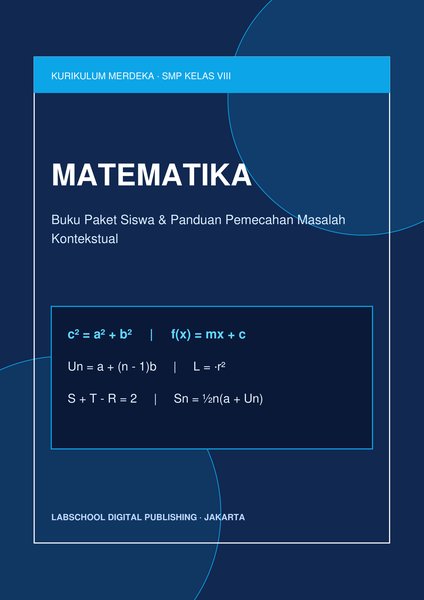 KURIKULUM MERDEKA · SMP KELAS VIII
MATEMATIKA
Buku Paket Siswa & Panduan Pemecahan Masalah
Kontekstual
c² = a² + b² | f(x) = mx + c
Un = a + (n - 1)b | L = ·r²
S + T - R = 2 | Sn = ½n(a + Un)
LABSCHOOL DIGITAL PUBLISHING · JAKARTA